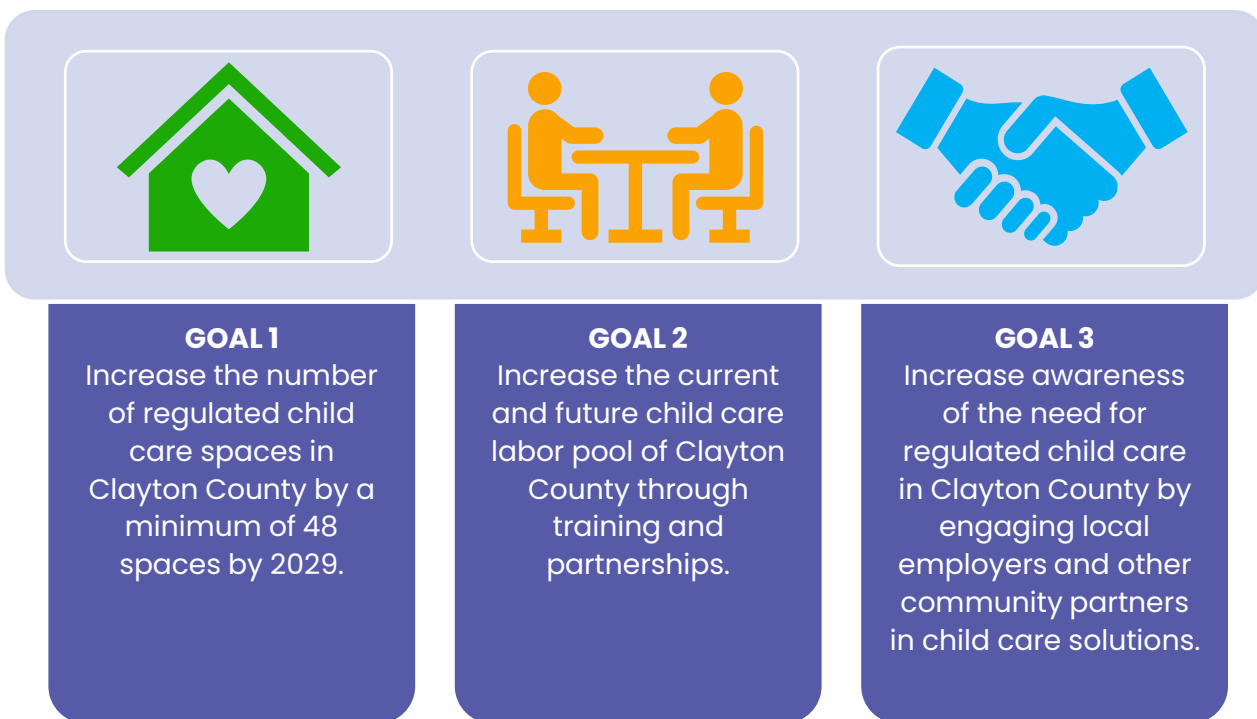 GOAL 1
Increase the number
of regulated child
care spaces in
Clayton County by a
minimum of 48
spaces by 2029.
GOAL 2
Increase the current
and future child care
labor pool of Clayton
County through
training and
partnerships.
GOAL 3
Increase awareness
of the need for
regulated child care
in Clayton County by
engaging local
employers and other
community partners
in child care solutions.